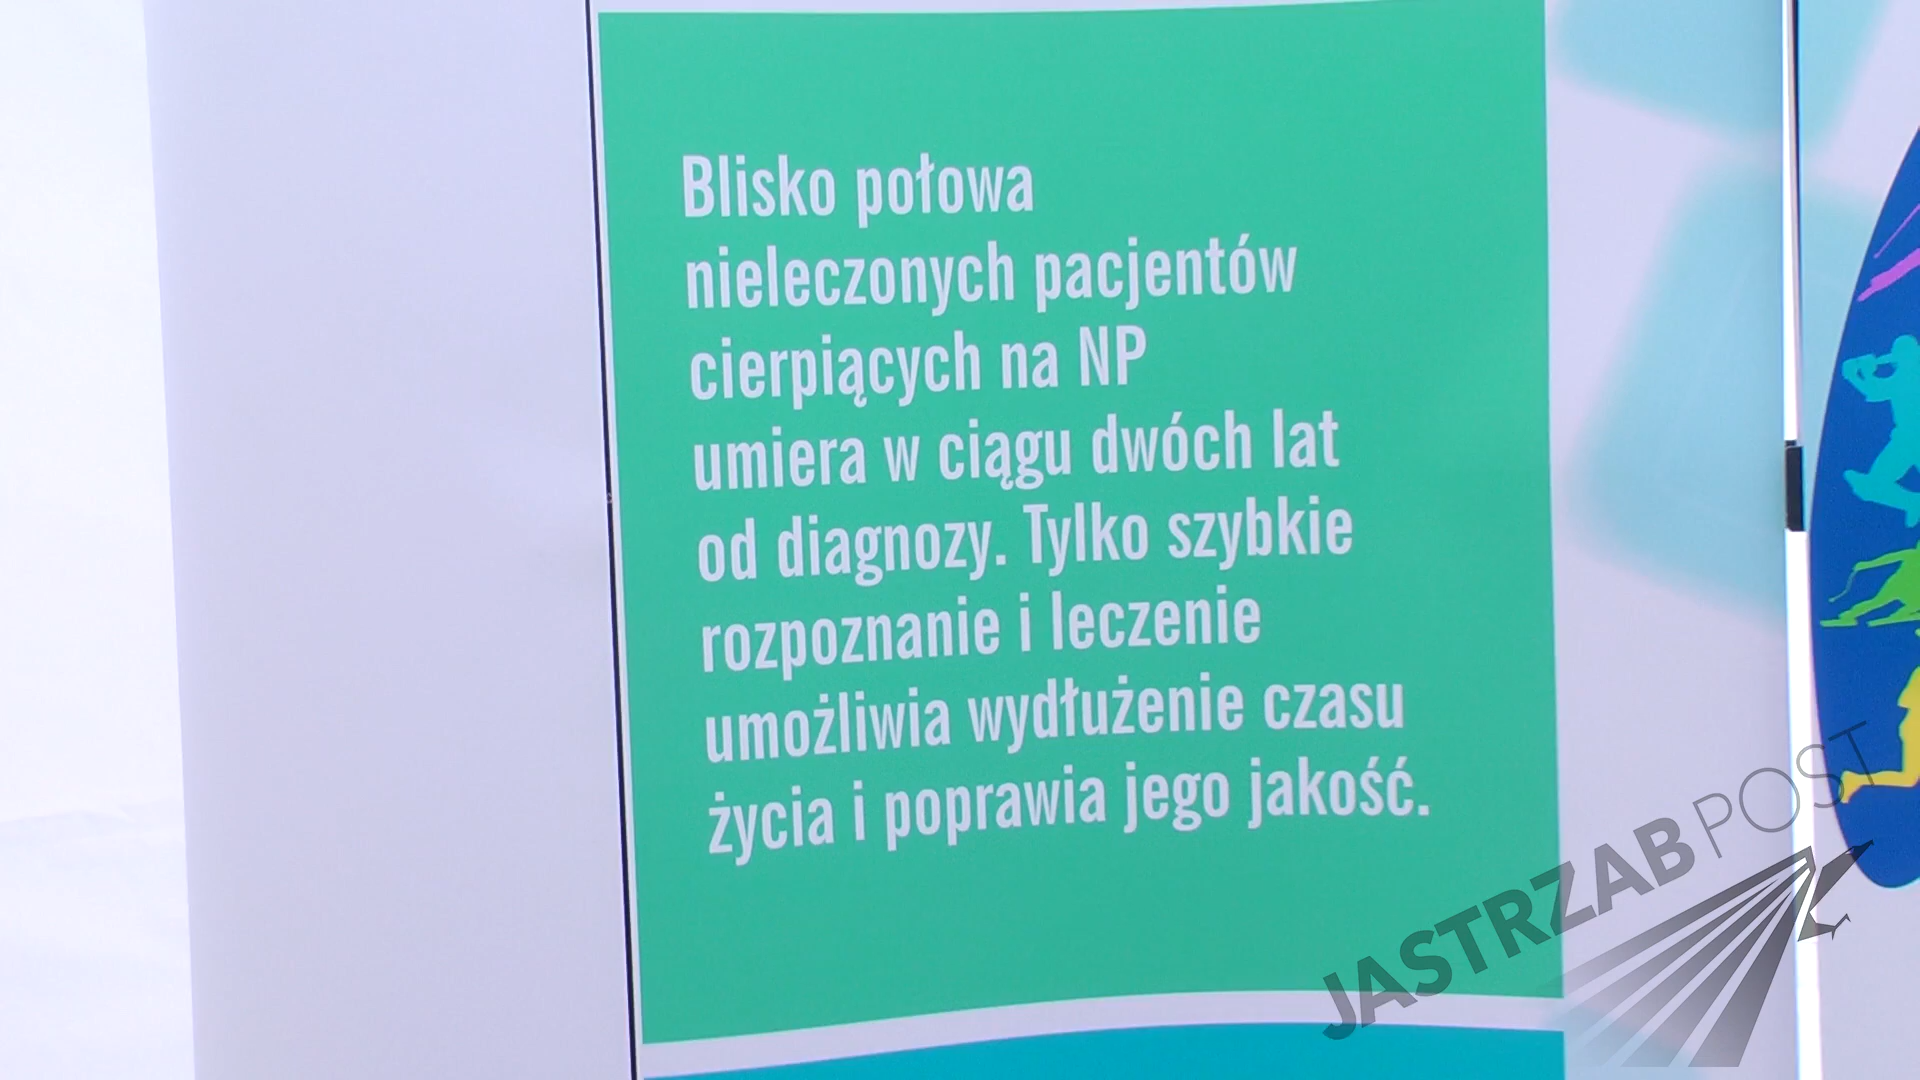 Blisko połowa
nieleczonych pacjentów
cierpiących na NP
umiera w ciągu dwóch lat
od diagnozy. Tylko szybkie
rozpoznanie i leczenie
umożliwia wydłużenie czasu
życia i poprawia jego jakość.
JASTRZAB POST